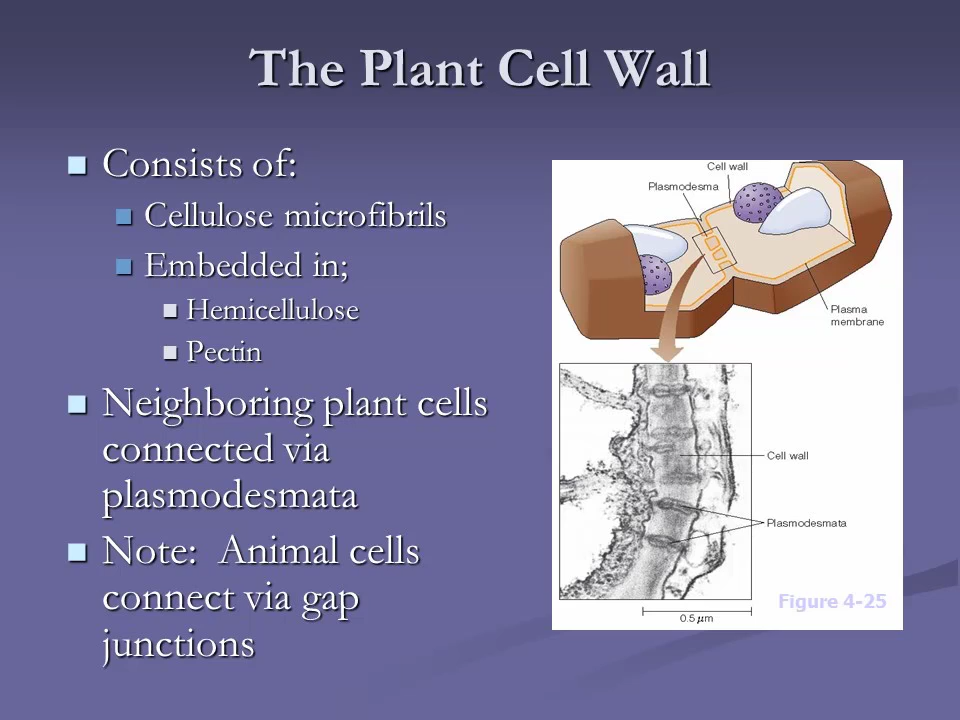 The Plant Cell Wall
Consists of:
Cellulose microfibrils
Embedded in;
Hemicellulose
Pectin
Neighboring plant cells
connected via
plasmodesmata
Note: Animal cells
connect via gap
junctions
Cell wall
Plasmodesma
Plasma
membrane
Cell wall
Plasmodesmata
Figure 4-25
0.5 μm